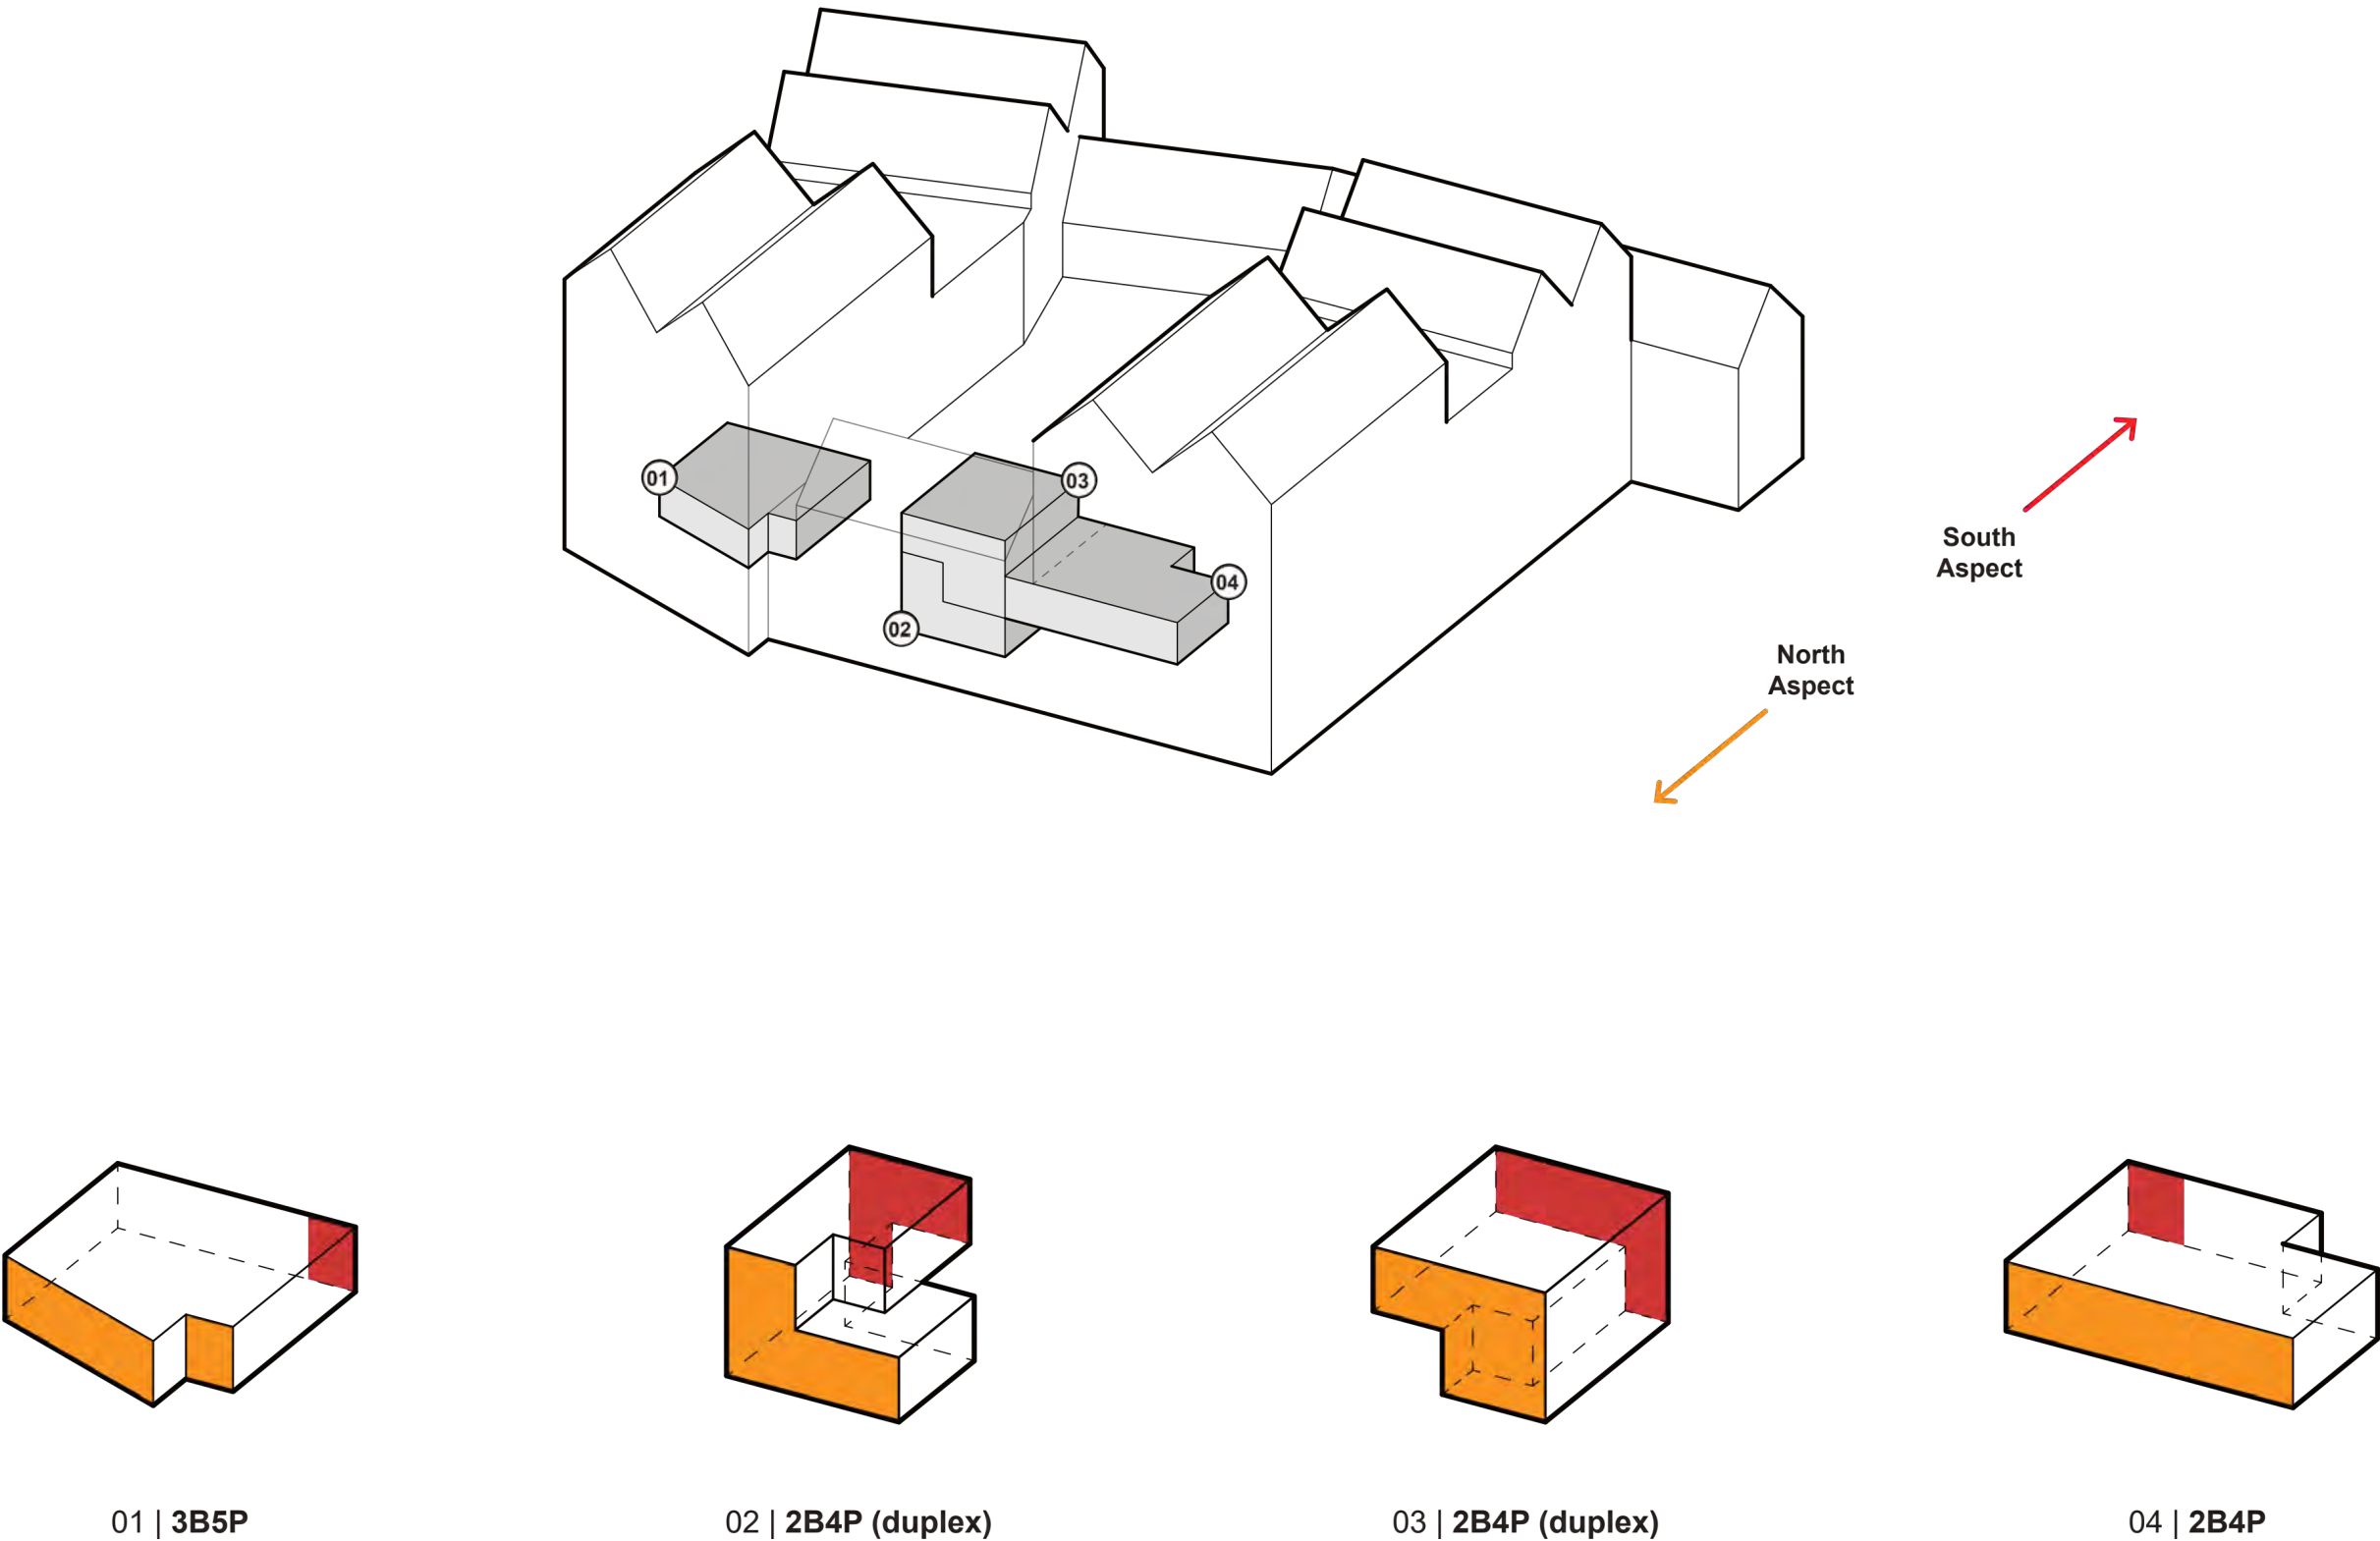 01
03
04
02
South
Aspect
North
Aspect
01 | 3B5P
02 | 2B4P (duplex)
03 | 2B4P (duplex)
04 | 2B4P